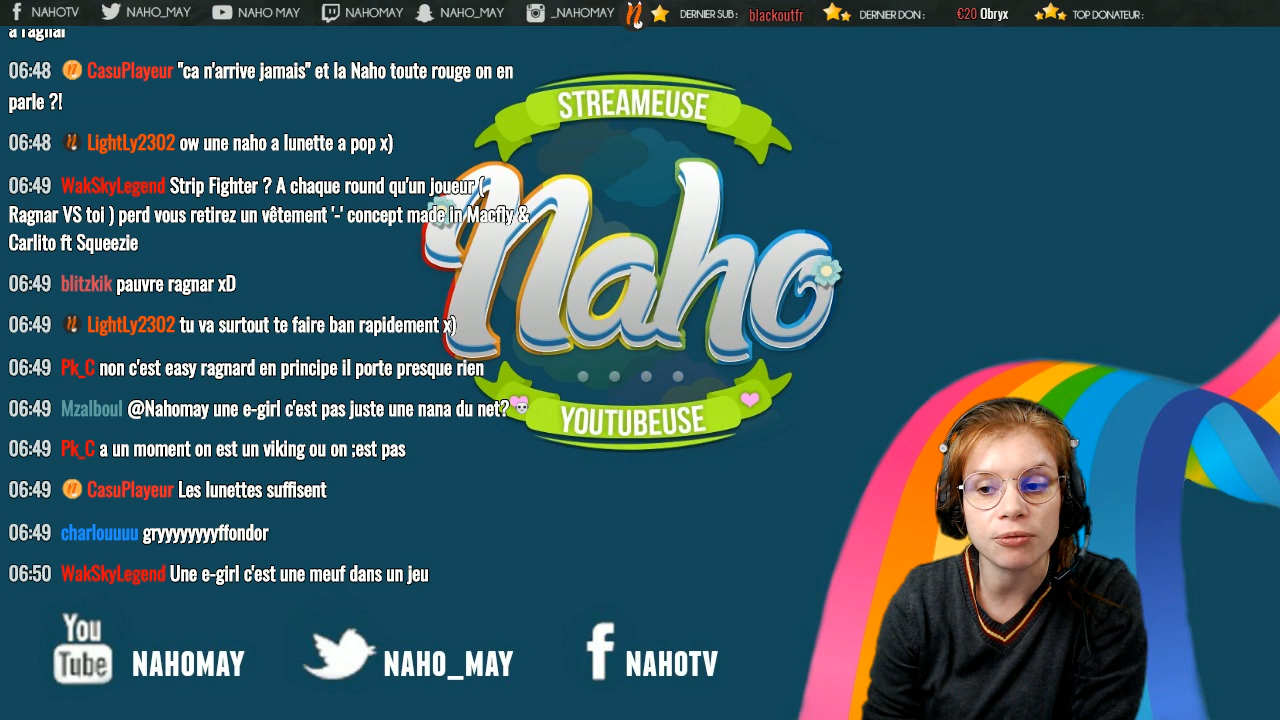 NAHOTV NAHO_MAY NAHO MAY NAHOMAY NAHO_MAY _NAHOMAY DERNIER SUB : blackoutfr DERNIER DON : €20 Obryx TOP DONATEUR :
a ragnar
06:48 CasuPlayeur "ca n'arrive jamais" et la Naho toute rouge on en
parle ?!
06:48 LightLy2302 ow une naho a lunette a pop x)
06:49 WakSkyLegend Strip Fighter ? A chaque round qu'un joueur (
Ragnar VS toi ) perd vous retirez un vêtement '-' concept made in Macfly &
Carlito ft Squeezie
06:49 blitzkik pauvre ragnar xD
06:49 LightLy2302 tu va surtout te faire ban rapidement x)
06:49 Pk_C non c'est easy ragnard en principe il porte presque rien
06:49 Mzalboul @Nahomay une e-girl c'est pas juste une nana du net?
06:49 Pk_C a un moment on est un viking ou on ;est pas
06:49 CasuPlayeur Les lunettes suffisent
06:49 charlouuuu gryyyyyyyyffondor
06:50 WakSkyLegend Une e-girl c'est une meuf dans un jeu
STREAMEUSE
Naho
YOUTUBEUSE
You
Tube
NAHOMAY
NAHO_MAY
NAHOTV